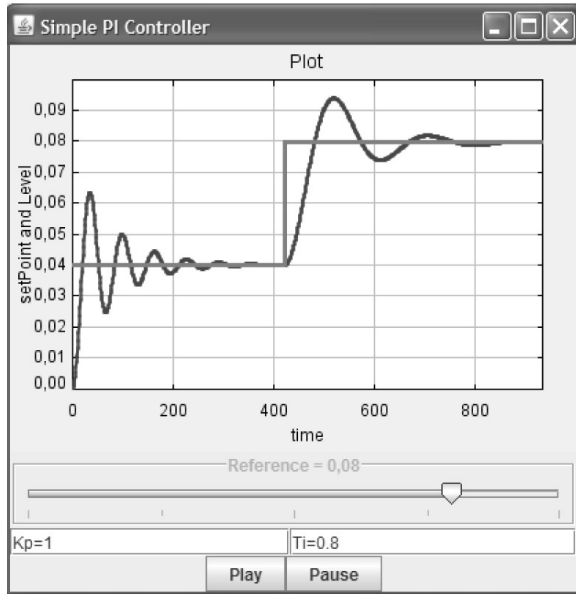 Simple PI Controller
Plot
0,09
0,08
0,07
0,06
0,05
0,04
0,03
0,02
0,01
0,00
setPoint and Level
0 200 400 600 800
time
Reference = 0,08
Kp=1 Ti=0.8
Play Pause